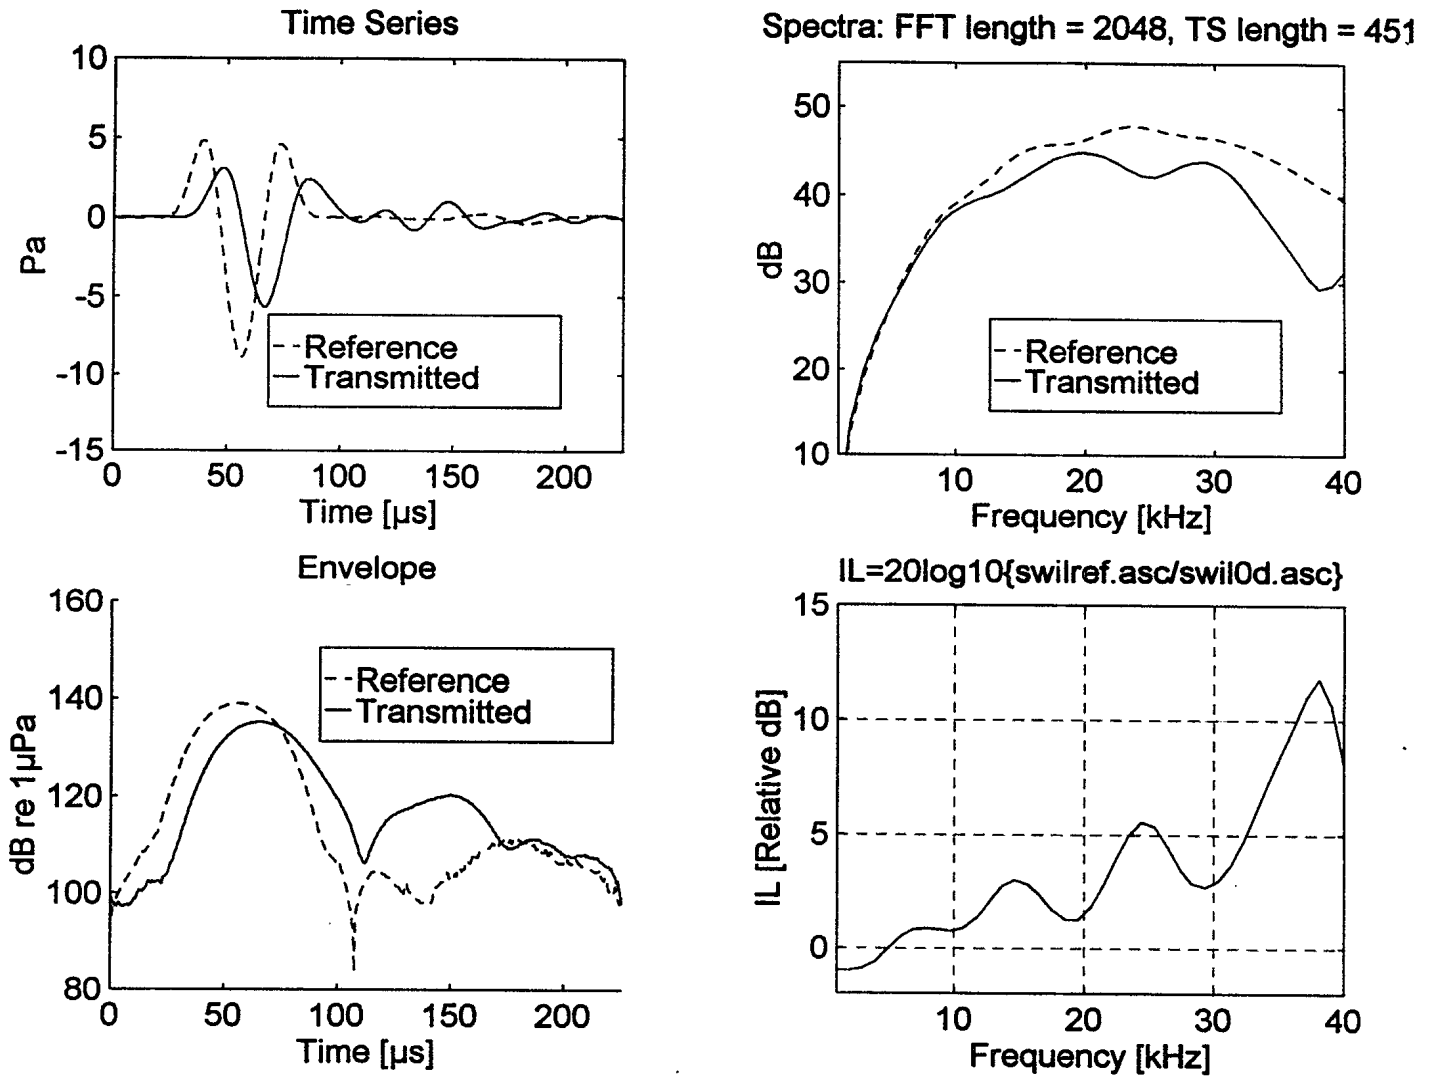 Time Series
10
5
0
-5
-10
-15
Pa
Reference
Transmitted
0 50 100 150 200
Time [µs]
Spectra: FFT length = 2048, TS length = 451
50
40
30
20
10
dB
Reference
Transmitted
10 20 30 40
Frequency [kHz]
Envelope
160
140
120
100
80
dB re 1µPa
Reference
Transmitted
0 50 100 150 200
Time [µs]
IL=20log10{swilref.asc/swil0d.asc}
15
10
5
0
IL [Relative dB]
10 20 30 40
Frequency [kHz]